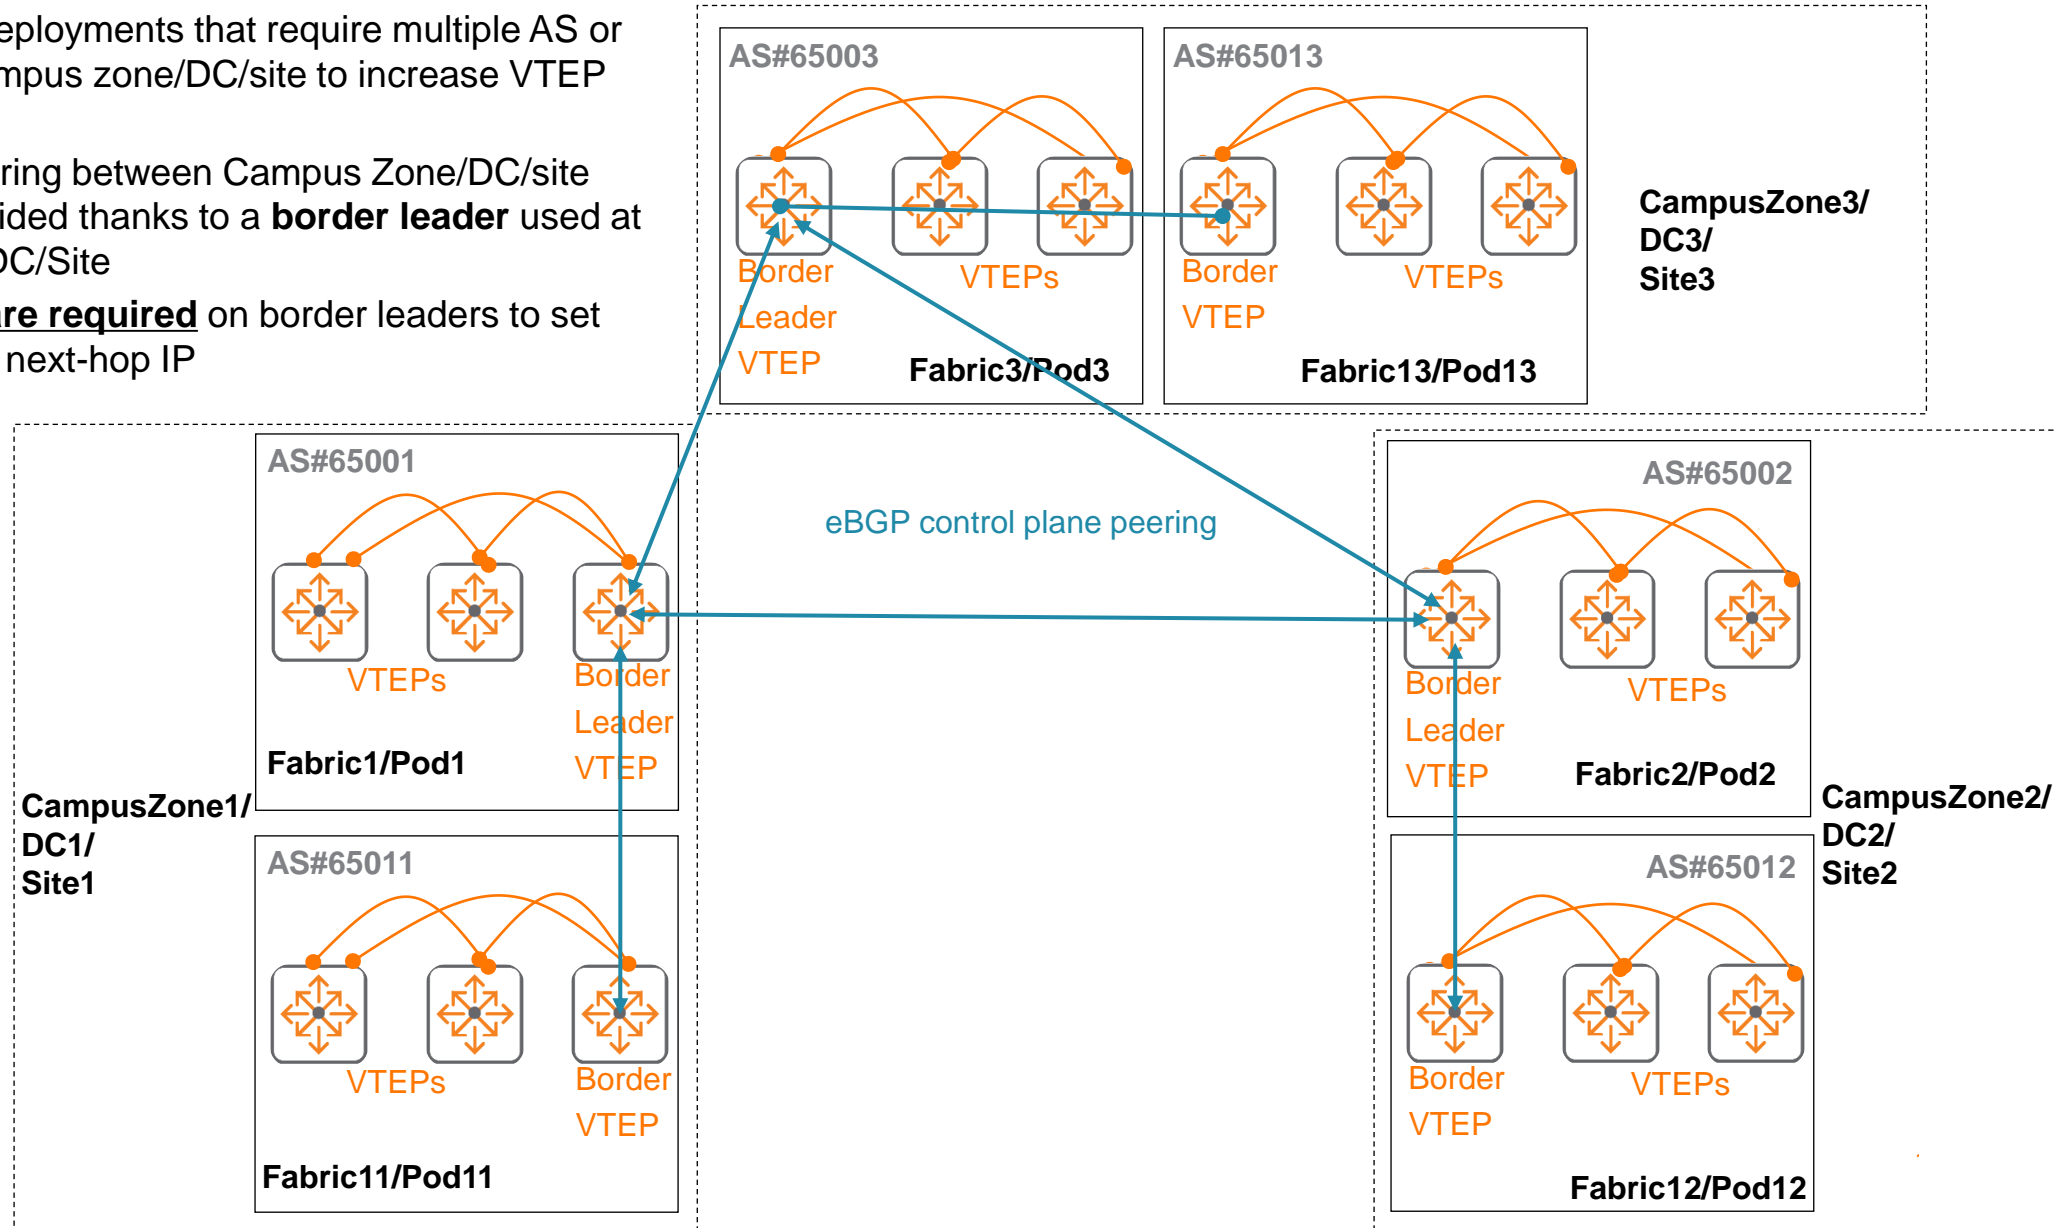 eployments that require multiple AS or
mpus zone/DC/site to increase VTEP
ring between Campus Zone/DC/site
ided thanks to a border leader used at
DC/Site
are required on border leaders to set
next-hop IP
AS#65003
Border
Leader
VTEP
VTEPs
Fabric3/Pod3
AS#65013
Border
VTEP
VTEPs
Fabric13/Pod13
CampusZone3/
DC3/
Site3
AS#65001
VTEPs
Border
Leader
VTEP
Fabric1/Pod1
eBGP control plane peering
AS#65002
Border
Leader
VTEP
VTEPs
Fabric2/Pod2
CampusZone1/
DC1/
Site1
CampusZone2/
DC2/
Site2
AS#65011
VTEPs
Border
VTEP
Fabric11/Pod11
AS#65012
Border
VTEP
VTEPs
Fabric12/Pod12